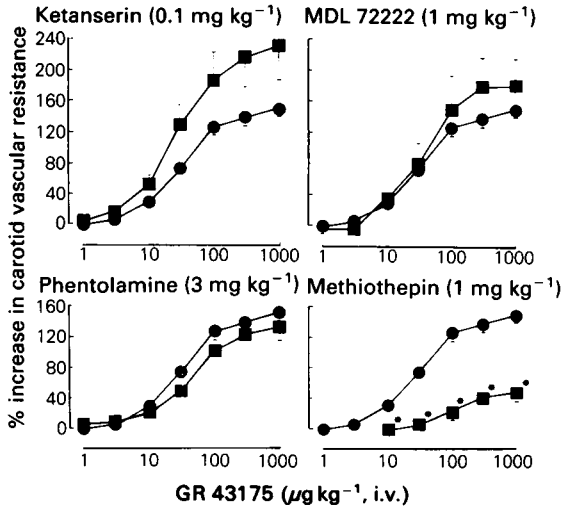 Ketanserin (0.1 mg kg⁻¹)
MDL 72222 (1 mg kg⁻¹)
% increase in carotid vascular resistance
240
200
160
120
80
40
0
1 10 100 1000
1 10 100 1000
Phentolamine (3 mg kg⁻¹)
Methiothepin (1 mg kg⁻¹)
160
120
80
40
0
1 10 100 1000
1 10 100 1000
GR 43175 (μg kg⁻¹, i.v.)